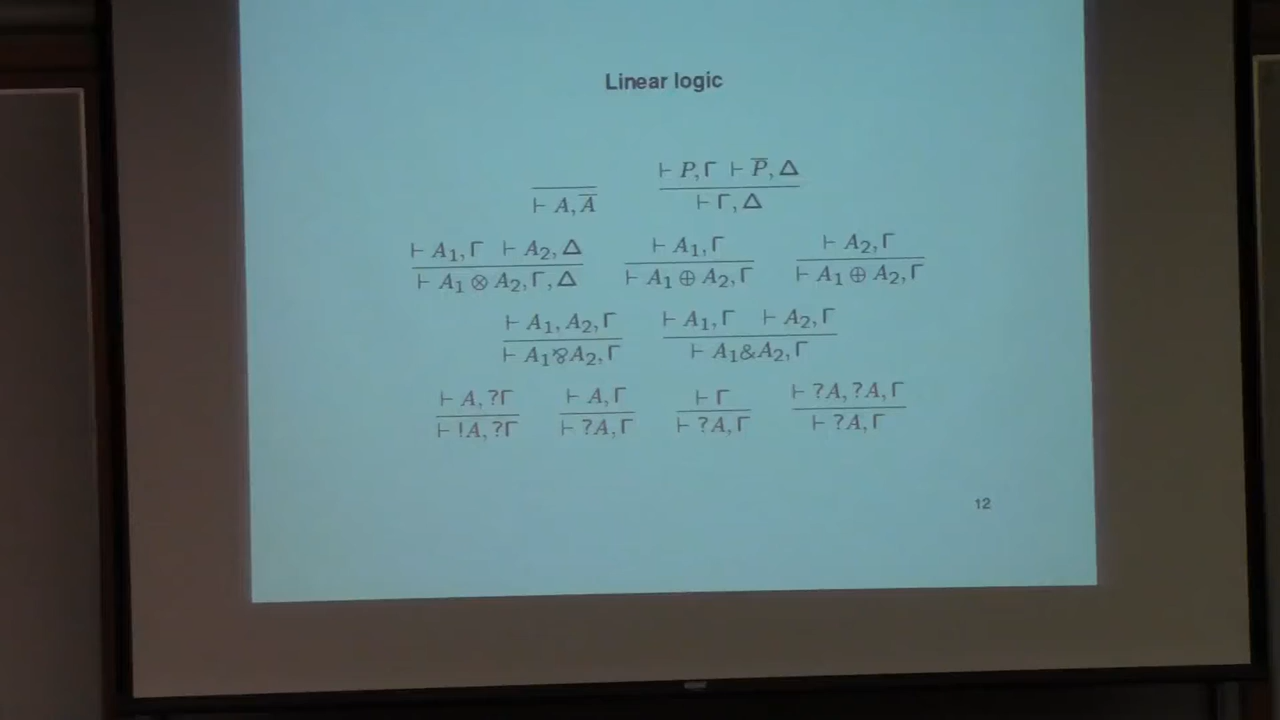 Linear logic
⊢ P, Γ ⊢ P̅, Δ
⊢ A, A̅ ⊢ Γ, Δ
⊢ A₁, Γ ⊢ A₂, Δ ⊢ A₁, Γ ⊢ A₂, Γ
⊢ A₁ ⊗ A₂, Γ, Δ ⊢ A₁ ⊕ A₂, Γ ⊢ A₁ ⊕ A₂, Γ
⊢ A₁, A₂, Γ ⊢ A₁, Γ ⊢ A₂, Γ
⊢ A₁⅋A₂, Γ ⊢ A₁&A₂, Γ
⊢ A, ?Γ ⊢ A, Γ ⊢ Γ ⊢ ?A, ?A, Γ
⊢ !A, ?Γ ⊢ ?A, Γ ⊢ ?A, Γ ⊢ ?A, Γ
12